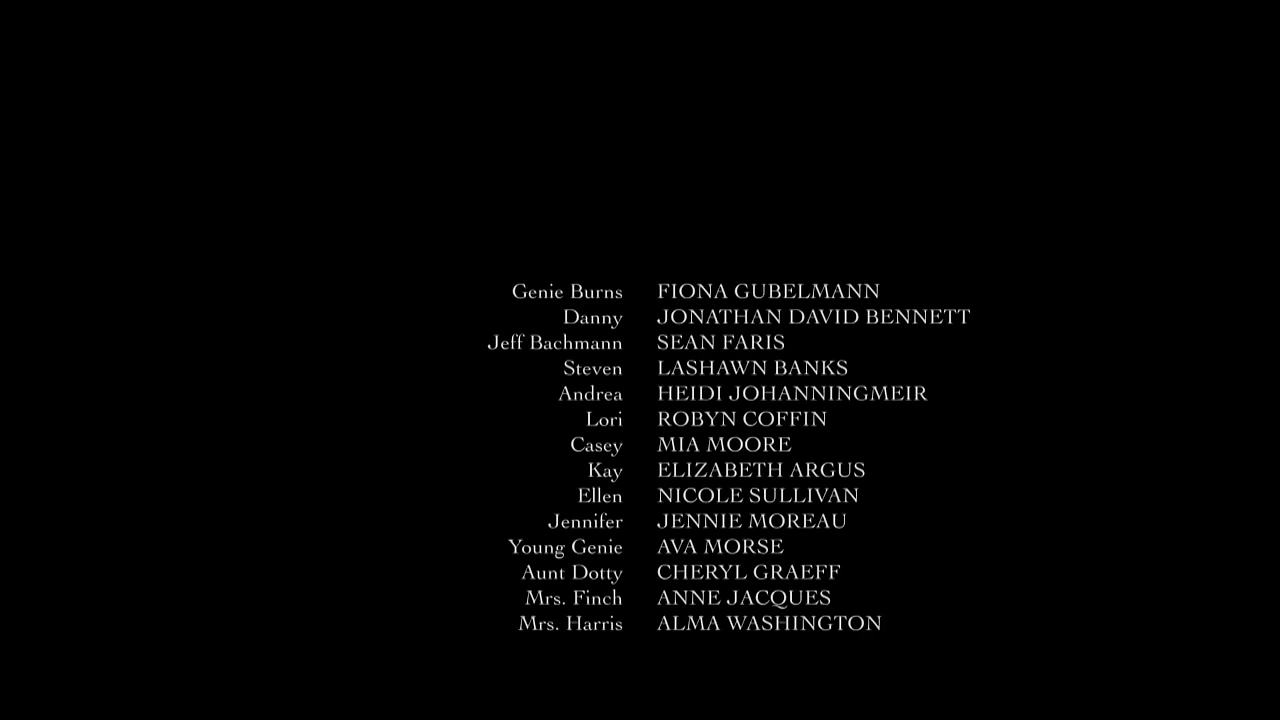 Genie Burns FIONA GUBELMANN
Danny JONATHAN DAVID BENNETT
Jeff Bachmann SEAN FARIS
Steven LASHAWN BANKS
Andrea HEIDI JOHANNINGMEIR
Lori ROBYN COFFIN
Casey MIA MOORE
Kay ELIZABETH ARGUS
Ellen NICOLE SULLIVAN
Jennifer JENNIE MOREAU
Young Genie AVA MORSE
Aunt Dotty CHERYL GRAEFF
Mrs. Finch ANNE JACQUES
Mrs. Harris ALMA WASHINGTON